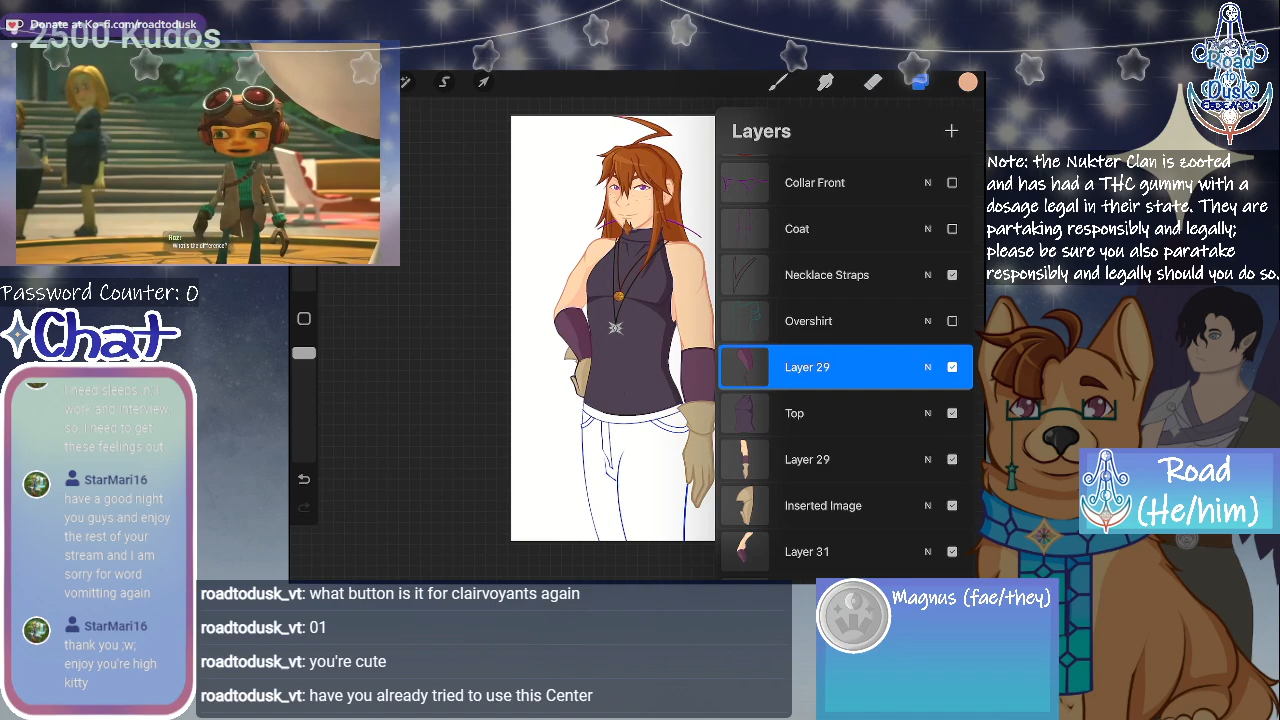 Donate at Ko-fi.com/roadtodusk
• 2500 Kudos
Raz:
What's the difference?
Password Counter: 0
Chat
I need sleeps n. I
work and interview
so. I need to get
these feelings out
StarMari16
have a good night
you guys and enjoy
the rest of your
stream and I am
sorry for word
vomitting again
StarMari16
thank you ;w;
enjoy you're high
kitty
roadtodusk_vt: what button is it for clairvoyants again
roadtodusk_vt: 01
roadtodusk_vt: you're cute
roadtodusk_vt: have you already tried to use this Center
Layers
Collar Front N
Coat N
Necklace Straps N
Overshirt N
Layer 29 N
Top N
Layer 29 N
Inserted Image N
Layer 31 N
Road
to
Dusk
Note: the Nukter Clan is zooted
and has had a THC gummy with a
dosage legal in their state. They are
partaking responsibly and legally;
please be sure you also paratake
responsibly and legally should you do so.
Road
(He/him)
Magnus (fae/they)